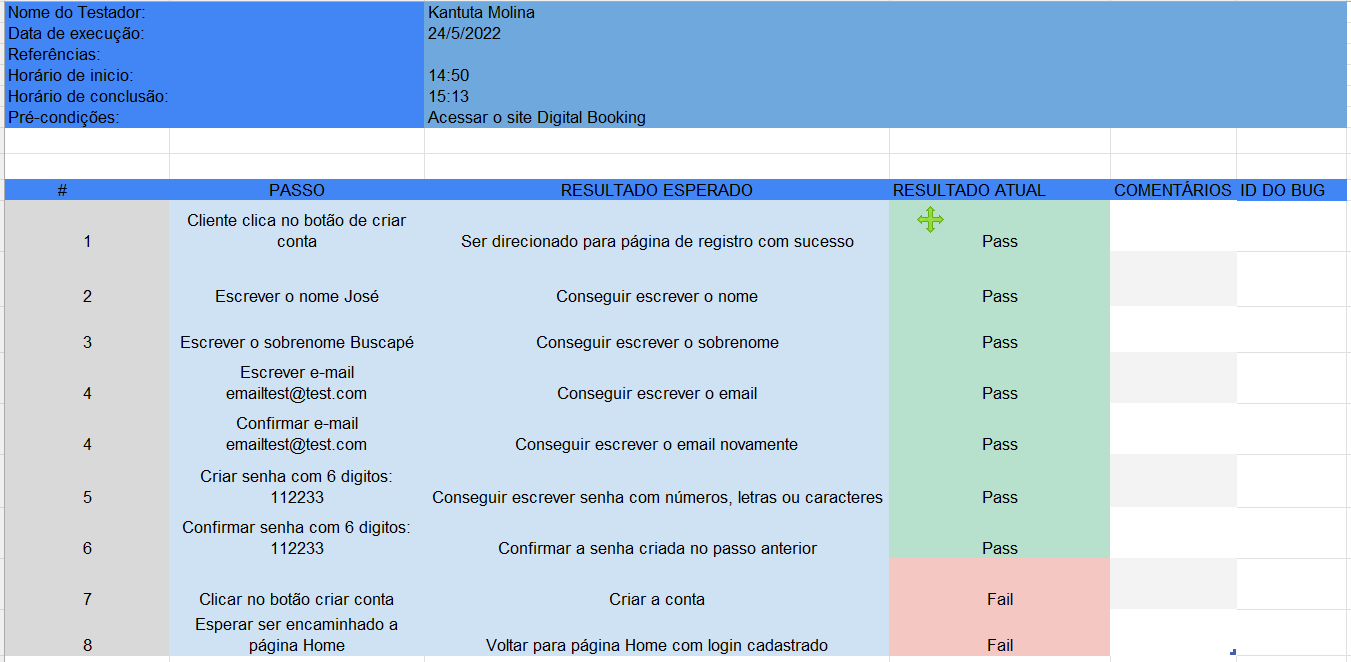 Nome do Testador: Kantuta Molina
Data de execução: 24/5/2022
Referências:
Horário de inicio: 14:50
Horário de conclusão: 15:13
Pré-condições: Acessar o site Digital Booking
# PASSO RESULTADO ESPERADO RESULTADO ATUAL COMENTÁRIOS ID DO BUG
Cliente clica no botão de criar
1 conta Ser direcionado para página de registro com sucesso Pass
2 Escrever o nome José Conseguir escrever o nome Pass
3 Escrever o sobrenome Buscapé Conseguir escrever o sobrenome Pass
Escrever e-mail
4 emailtest@test.com Conseguir escrever o email Pass
Confirmar e-mail
4 emailtest@test.com Conseguir escrever o email novamente Pass
Criar senha com 6 digitos:
5 112233 Conseguir escrever senha com números, letras ou caracteres Pass
Confirmar senha com 6 digitos:
6 112233 Confirmar a senha criada no passo anterior Pass
7 Clicar no botão criar conta Criar a conta Fail
Esperar ser encaminhado a
8 página Home Voltar para página Home com login cadastrado Fail